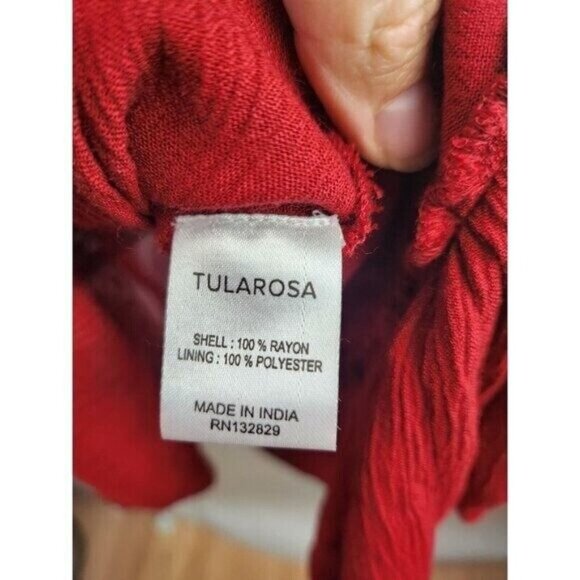 TULAROSA
SHELL : 100 % RAYON
LINING : 100 % POLYESTER
MADE IN INDIA
RN132829